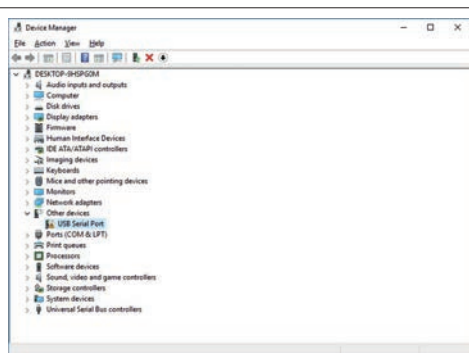 Device Manager
File Action View Help
DESKTOP-9HSPG0M
Audio inputs and outputs
Computer
Disk drives
Display adapters
Firmware
Human Interface Devices
IDE ATA/ATAPI controllers
Imaging devices
Keyboards
Mice and other pointing devices
Monitors
Network adapters
Other devices
USB Serial Port
Ports (COM & LPT)
Print queues
Processors
Software devices
Sound, video and game controllers
Storage controllers
System devices
Universal Serial Bus controllers